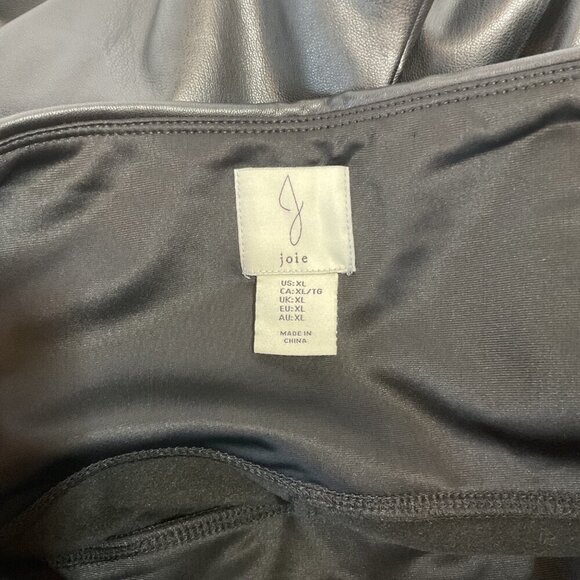 J
joie
US:XL
CA:XL/TG
UK:XL
EU:XL
AU:XL
MADE IN
CHINA